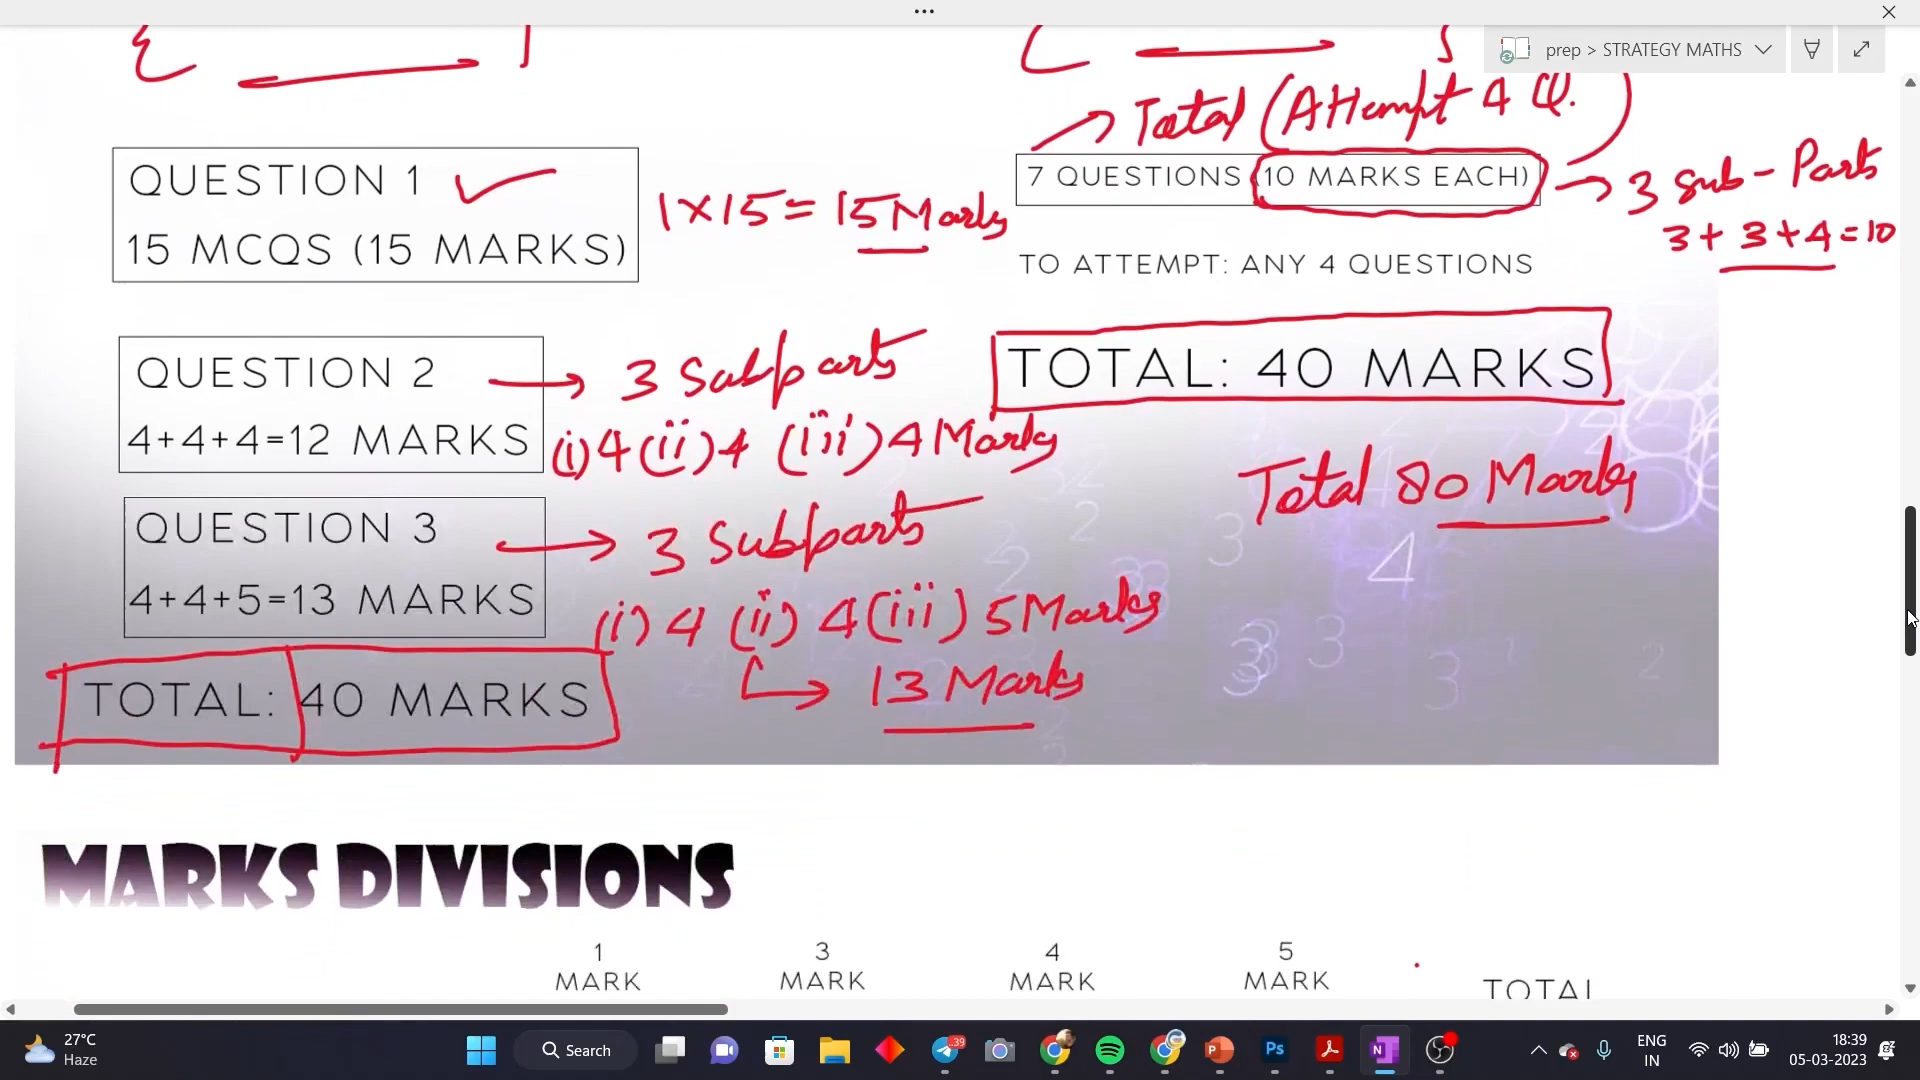 prep > STRATEGY MATHS
Total (Attempt 4 Q.
QUESTION 1
15 MCQS (15 MARKS)
1×15= 15 Marks
7 QUESTIONS (10 MARKS EACH)
3 Sub-Parts
3+3+4=10
TO ATTEMPT: ANY 4 QUESTIONS
TOTAL: 40 MARKS
Total 80 Marks
QUESTION 2
4+4+4=12 MARKS
3 Subparts
(i)4(ii)4 (iii)4 Marks
QUESTION 3
4+4+5=13 MARKS
3 Subparts
(i)4 (ii) 4(iii) 5 Marks
13 Marks
TOTAL: 40 MARKS
MARKS DIVISIONS
1 3 4 5
MARK MARK MARK MARK
TOTAL
27°C
Haze
Search
39
ENG
IN
18:39
05-03-2023